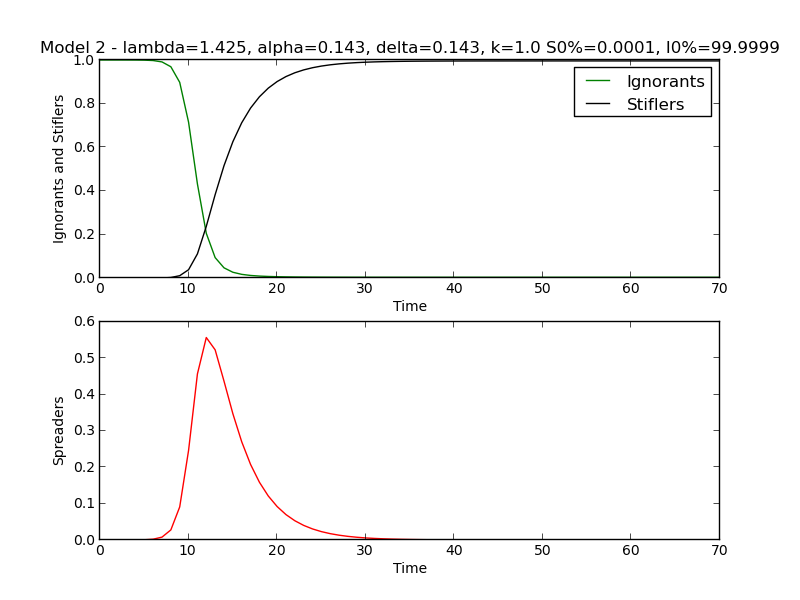 Model 2 - lambda=1.425, alpha=0.143, delta=0.143, k=1.0 S0%=0.0001, I0%=99.9999
1.0
0.8
0.6
0.4
0.2
0.0
Ignorants and Stiflers
Ignorants
Stiflers
0 10 20 30 40 50 60 70
Time
0.6
0.5
0.4
0.3
0.2
0.1
0.0
Spreaders
0 10 20 30 40 50 60 70
Time